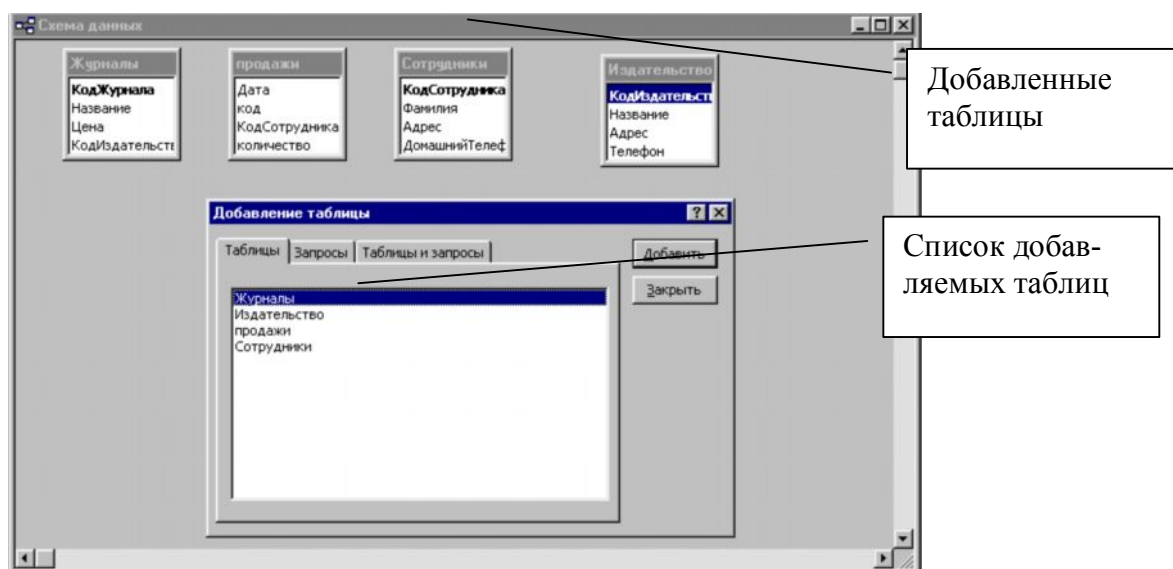 Схема данных
Журналы
КодЖурнала
Название
Цена
КодИздательств
продажи
Дата
код
КодСотрудника
количество
Сотрудники
КодСотрудника
Фамилия
Адрес
ДомашнийТелеф
Издательство
КодИздательств
Название
Адрес
Телефон
Добавленные
таблицы
Добавление таблицы
Таблицы
Запросы
Таблицы и запросы
Добавить
Закрыть
Журналы
Издательство
продажи
Сотрудники
Список добав-
ляемых таблиц